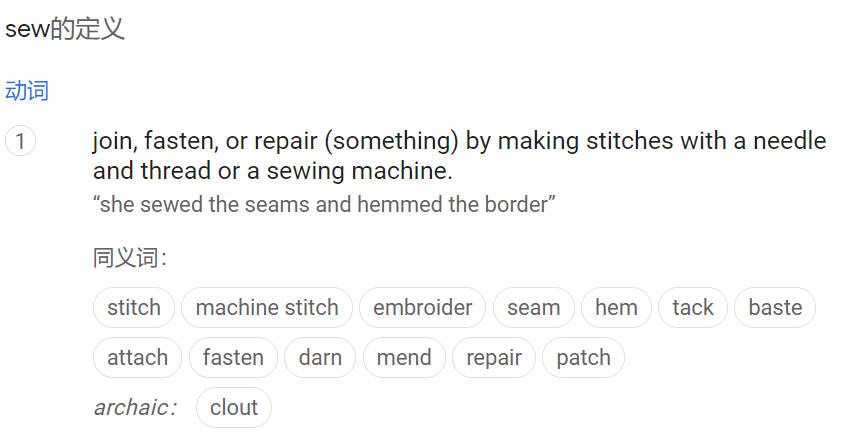 sew的定义
动词
1 join, fasten, or repair (something) by making stitches with a needle
and thread or a sewing machine.
“she sewed the seams and hemmed the border”
同义词：
stitch machine stitch embroider seam hem tack baste
attach fasten darn mend repair patch
archaic： clout